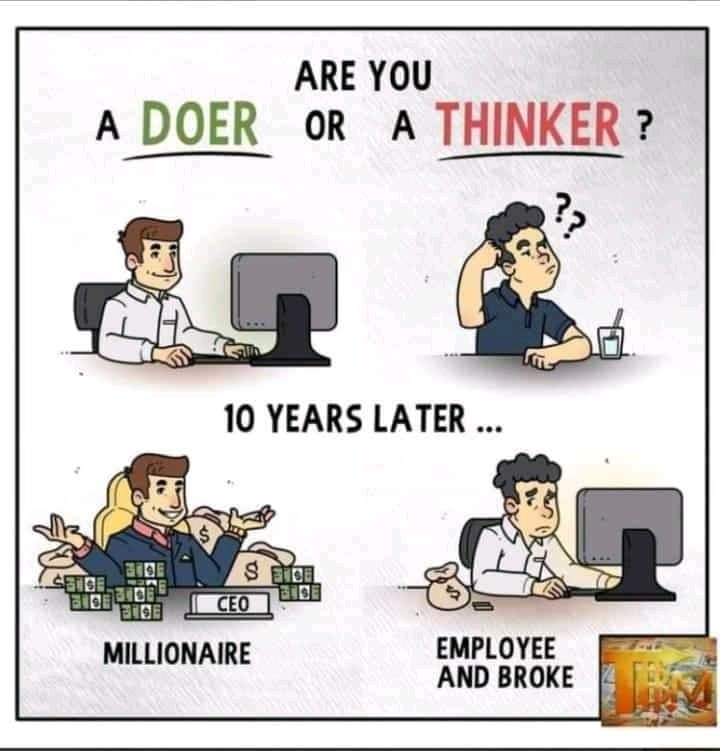 ARE YOU
A DOER OR A THINKER ?
??
10 YEARS LATER ...
$
$
CEO
$
MILLIONAIRE
EMPLOYEE
AND BROKE